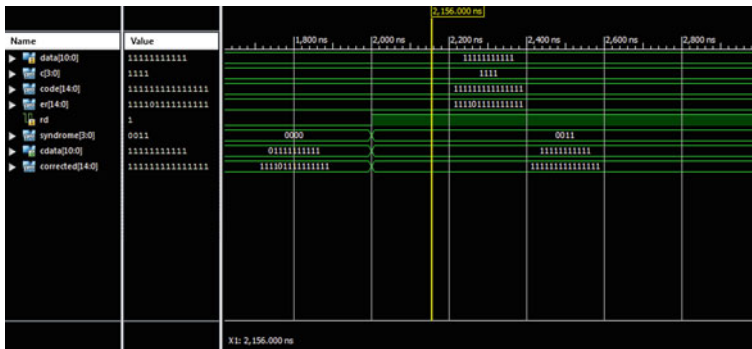 2,156.000 ns
Name Value 1,800 ns 2,000 ns 2,200 ns 2,400 ns 2,600 ns 2,800 ns
data[10:0] 11111111111 11111111111
c[3:0] 1111 1111
code[14:0] 111111111111111 111111111111111
er[14:0] 111101111111111 111101111111111
rd 1
syndrome[3:0] 0011 0000 0011
cdata[10:0] 11111111111 01111111111 11111111111
corrected[14:0] 111111111111111 111101111111111 111111111111111
X1: 2,156.000 ns